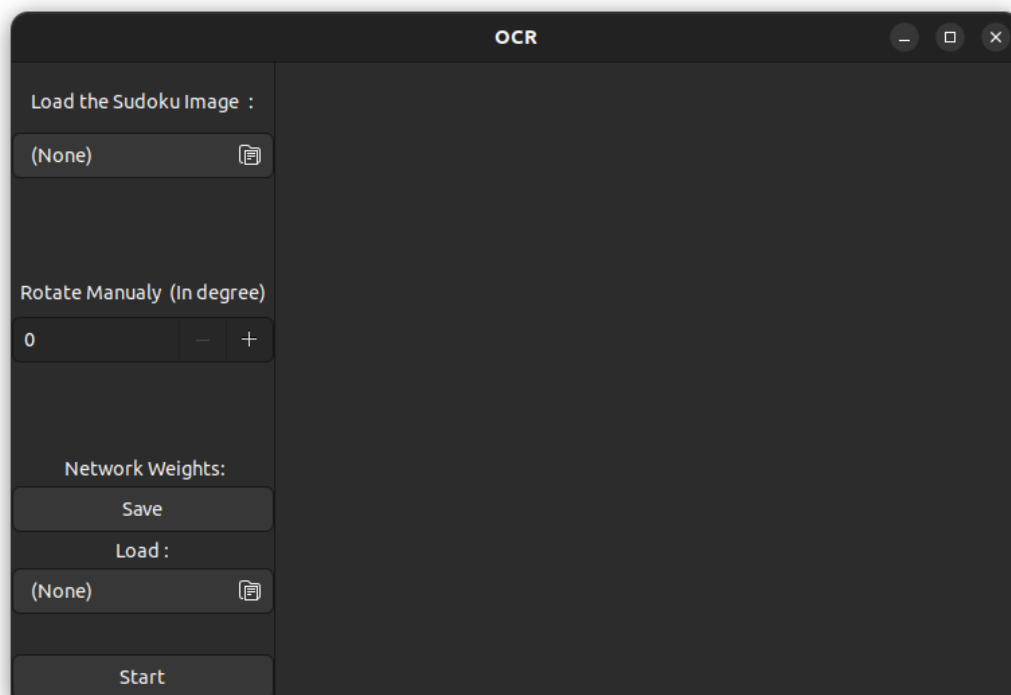 OCR
Load the Sudoku Image :
(None)
Rotate Manualy (In degree)
0
Network Weights:
Save
Load :
(None)
Start